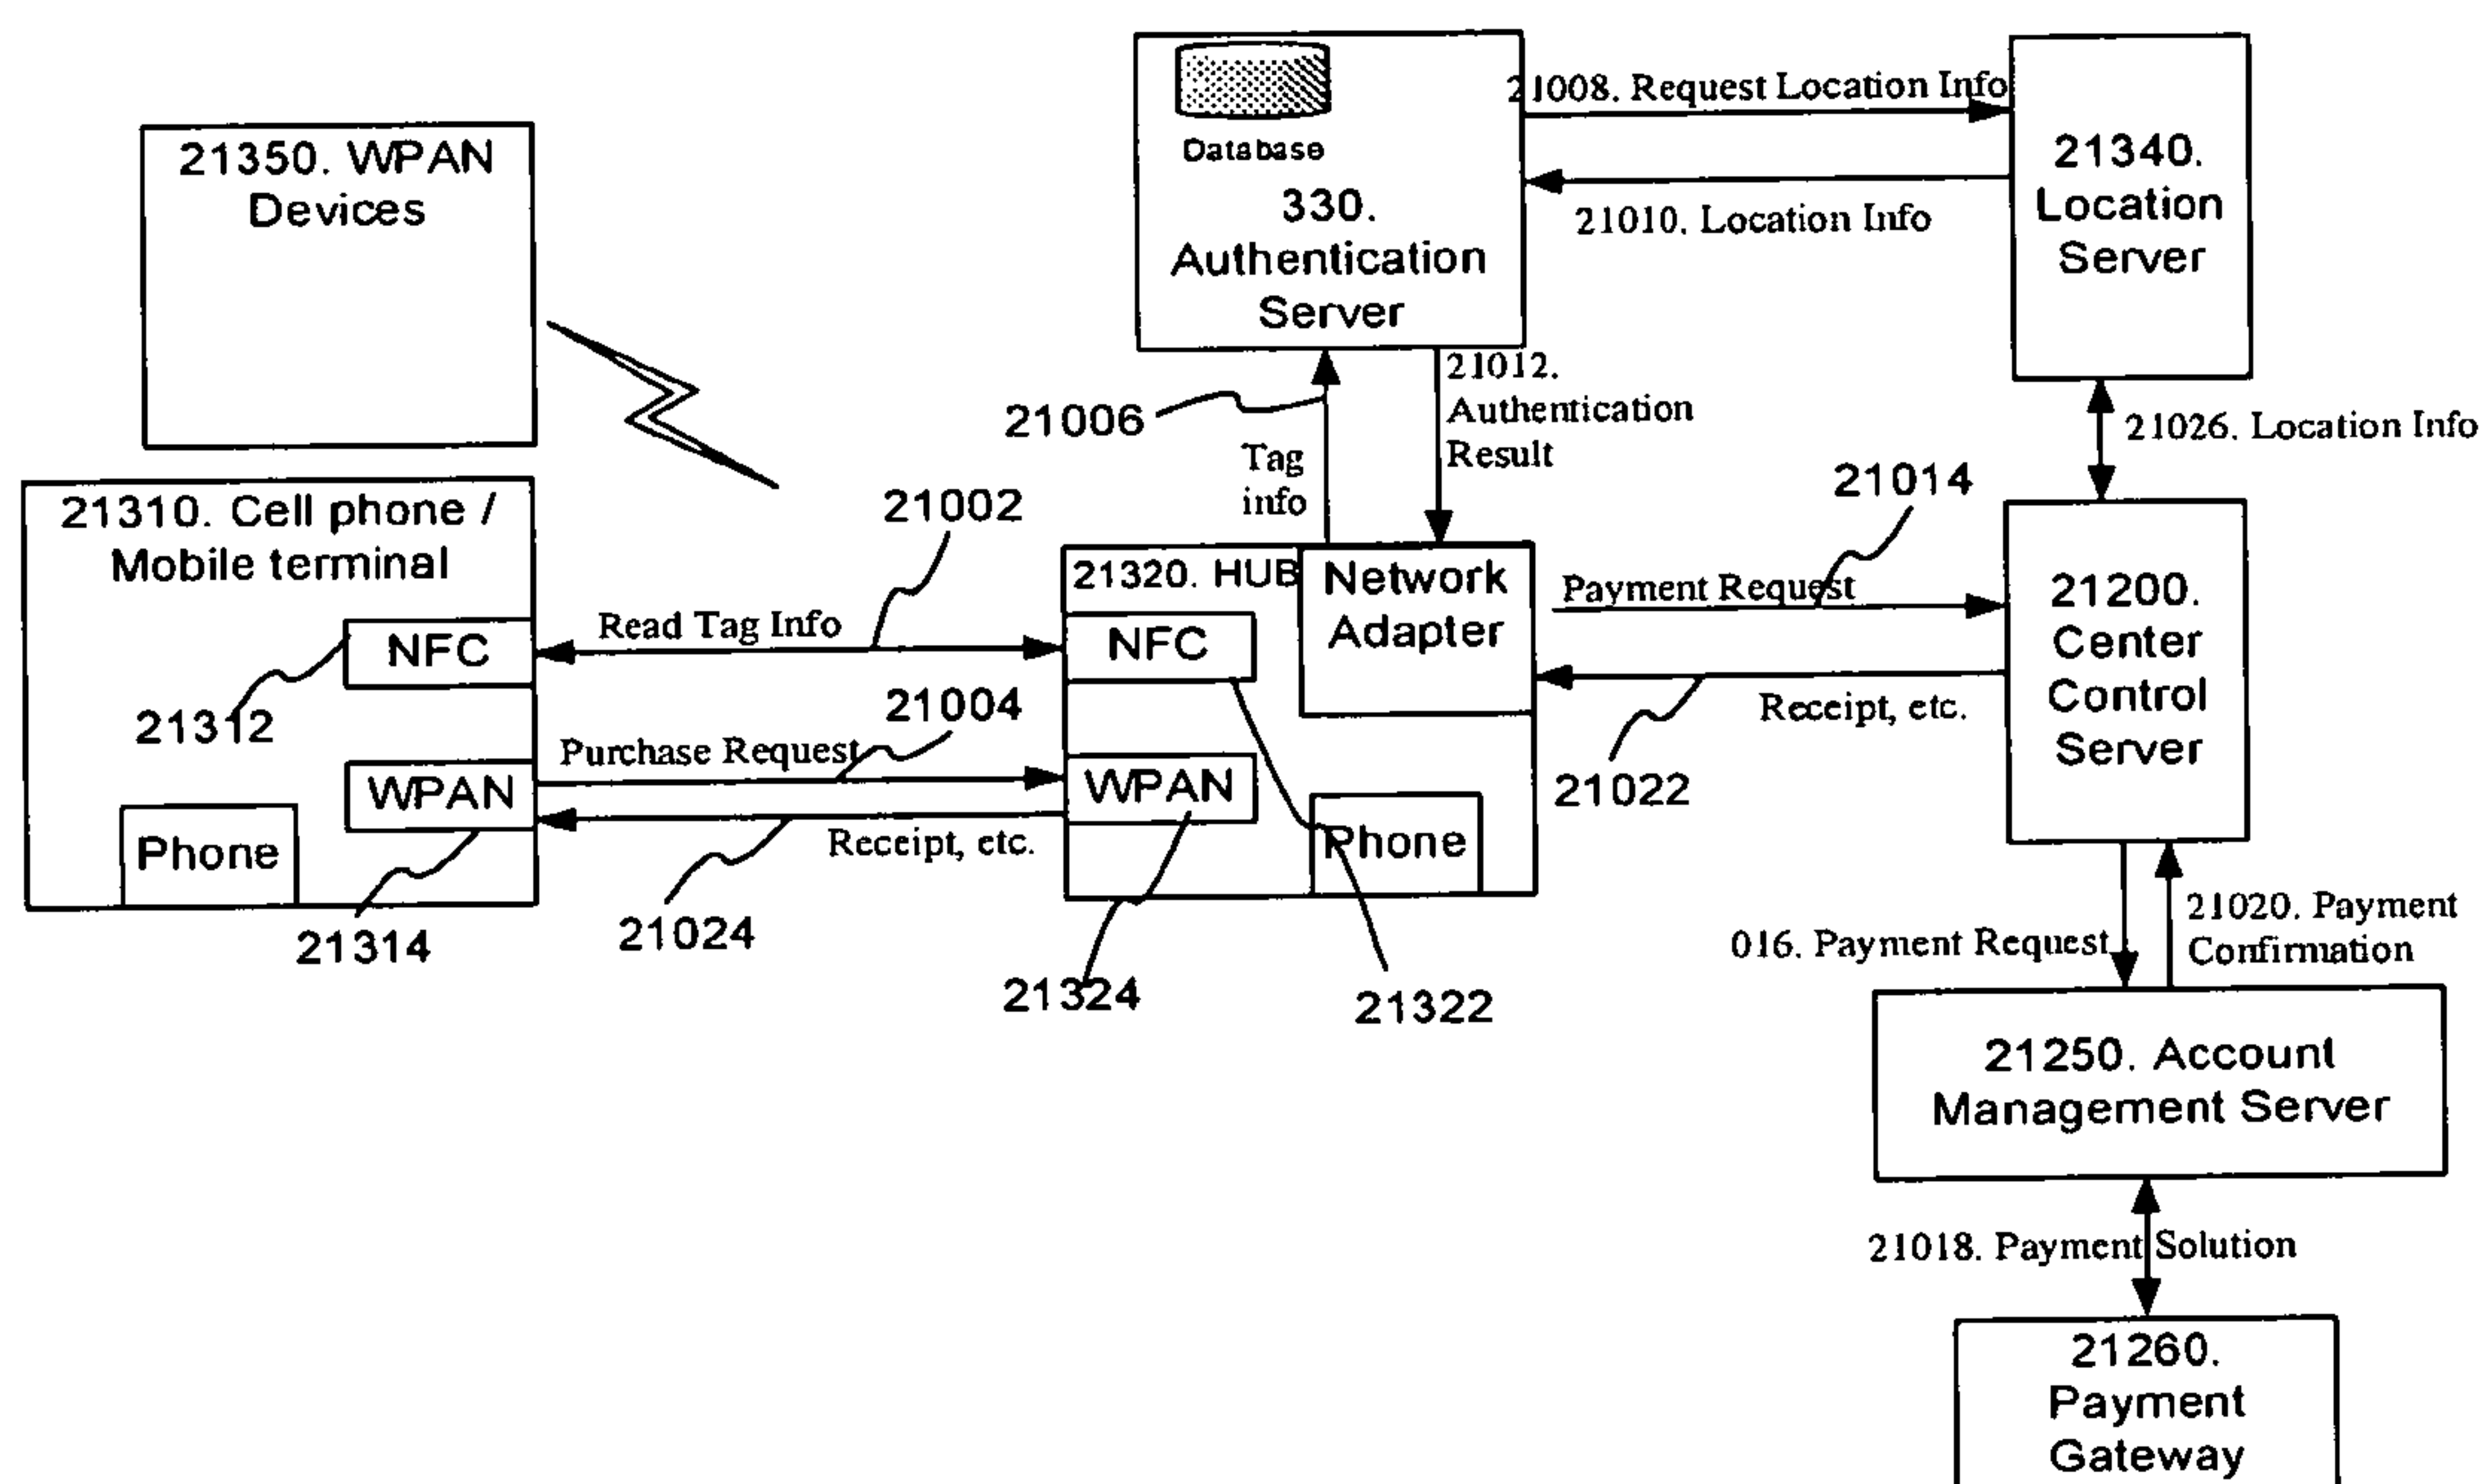 Database
330.
Authentication
Server
21008. Request Location Info
21010. Location Info
21340.
Location
Server
21350. WPAN
Devices
21006
Tag
info
21012.
Authentication
Result
21026. Location Info
21310. Cell phone /
Mobile terminal
NFC
21312
WPAN
Phone
21314
21002
Read Tag Info
21004
Purchase Request
Receipt, etc.
21024
21320. HUB
Network
Adapter
NFC
WPAN
Phone
21324
21322
21014
Payment Request
Receipt, etc.
21022
21200.
Center
Control
Server
016. Payment Request
21020. Payment
Confirmation
21250. Account
Management Server
21018. Payment Solution
21260.
Payment
Gateway